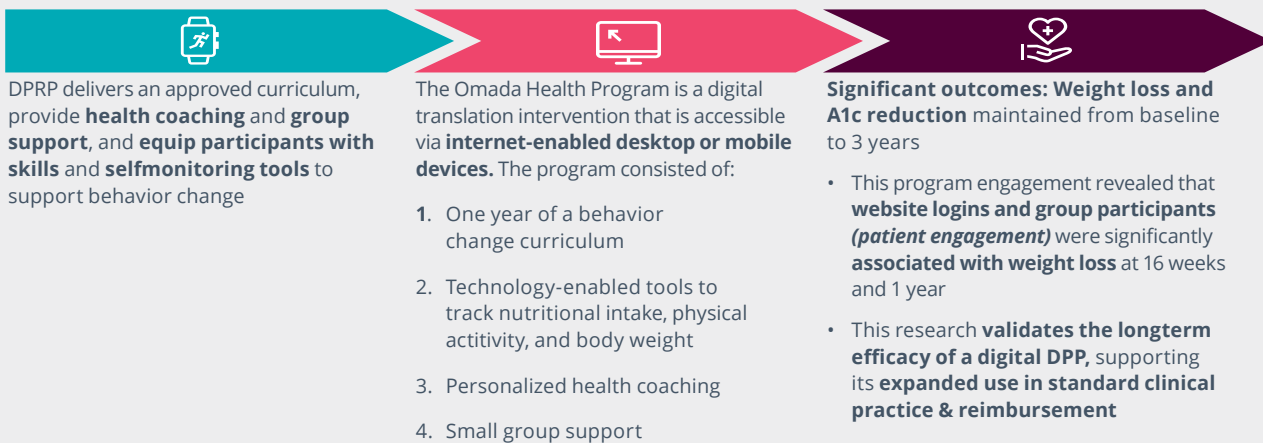 DPRP delivers an approved curriculum,
provide health coaching and group
support, and equip participants with
skills and selfmonitoring tools to
support behavior change
The Omada Health Program is a digital
translation intervention that is accessible
via internet-enabled desktop or mobile
devices. The program consisted of:
1. One year of a behavior
change curriculum
2. Technology-enabled tools to
track nutritional intake, physical
actitivity, and body weight
3. Personalized health coaching
4. Small group support
Significant outcomes: Weight loss and
A1c reduction maintained from baseline
to 3 years
• This program engagement revealed that
website logins and group participants
(patient engagement) were significantly
associated with weight loss at 16 weeks
and 1 year
• This research validates the longterm
efficacy of a digital DPP, supporting
its expanded use in standard clinical
practice & reimbursement